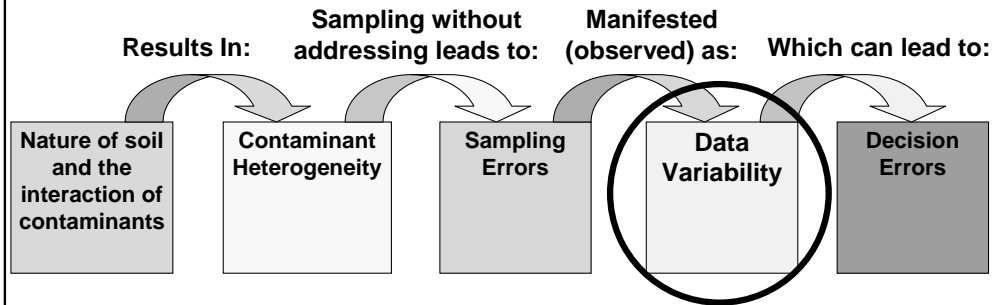 Results In:
Sampling without
addressing leads to:
Manifested
(observed) as:
Which can lead to:
Nature of soil
and the
interaction of
contaminants
Contaminant
Heterogeneity
Sampling
Errors
Data
Variability
Decision
Errors